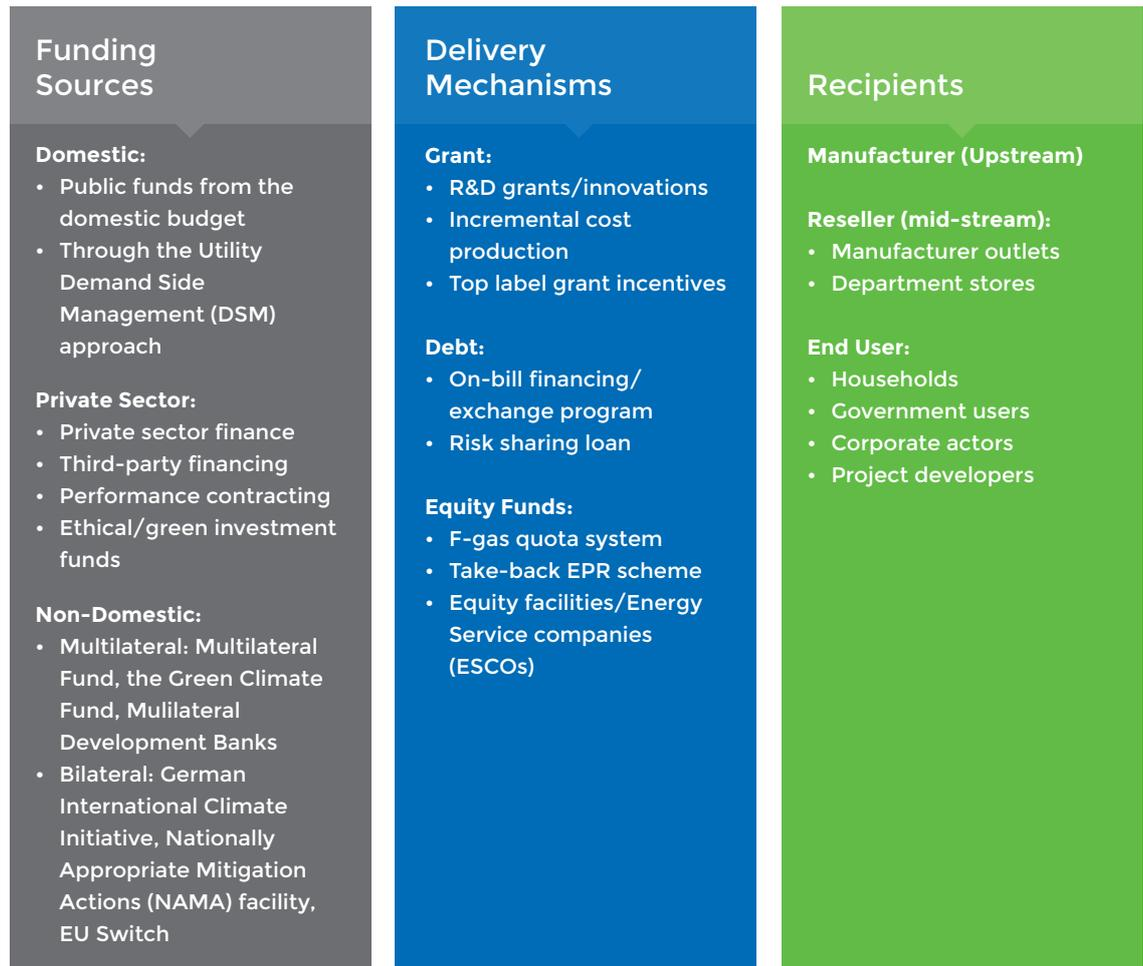 Funding
Sources
Domestic:
• Public funds from the
domestic budget
• Through the Utility
Demand Side
Management (DSM)
approach
Private Sector:
• Private sector finance
• Third-party financing
• Performance contracting
• Ethical/green investment
funds
Non-Domestic:
• Multilateral: Multilateral
Fund, the Green Climate
Fund, Mulilateral
Development Banks
• Bilateral: German
International Climate
Initiative, Nationally
Appropriate Mitigation
Actions (NAMA) facility,
EU Switch
Delivery
Mechanisms
Grant:
• R&D grants/innovations
• Incremental cost
production
• Top label grant incentives
Debt:
• On-bill financing/
exchange program
• Risk sharing loan
Equity Funds:
• F-gas quota system
• Take-back EPR scheme
• Equity facilities/Energy
Service companies
(ESCOs)
Recipients
Manufacturer (Upstream)
Reseller (mid-stream):
• Manufacturer outlets
• Department stores
End User:
• Households
• Government users
• Corporate actors
• Project developers